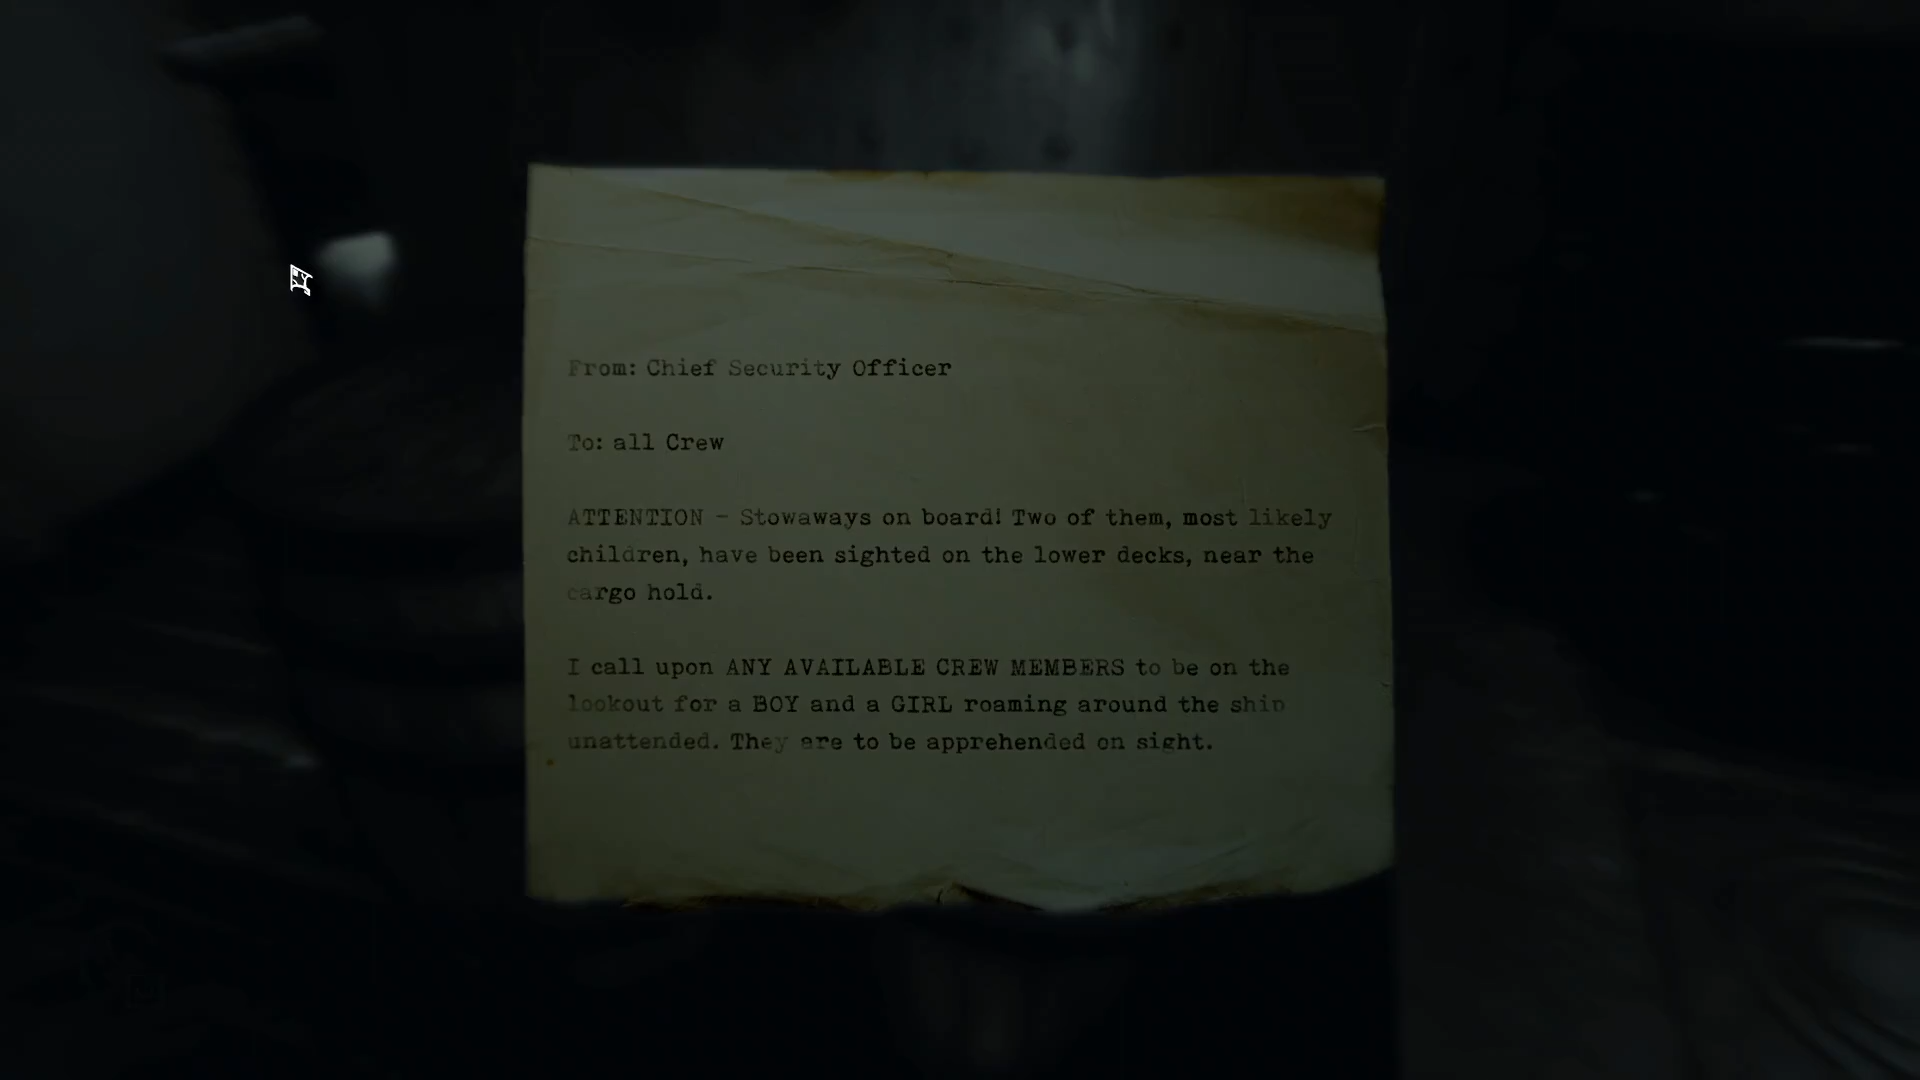 From: Chief Security Officer
To: all Crew
ATTENTION - Stowaways on board! Two of them, most likely
children, have been sighted on the lower decks, near the
cargo hold.
I call upon ANY AVAILABLE CREW MEMBERS to be on the
lookout for a BOY and a GIRL roaming around the ship
unattended. They are to be apprehended on sight.